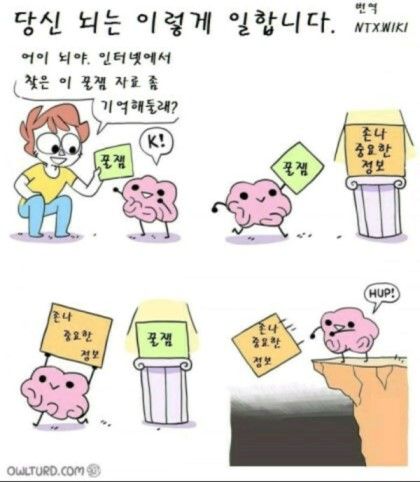 당신 뇌는 이렇게 일합니다.
번역
NTX.WIKI
어이 뇌야. 인터넷에서
찾은 이 꿀잼 자료 좀
기억해둘래?
꿀잼
K!
꿀잼
존나
중요한
정보
존나
중요한
정보
꿀잼
존나
중요한
정보
HUP!
OWLTURD.COM